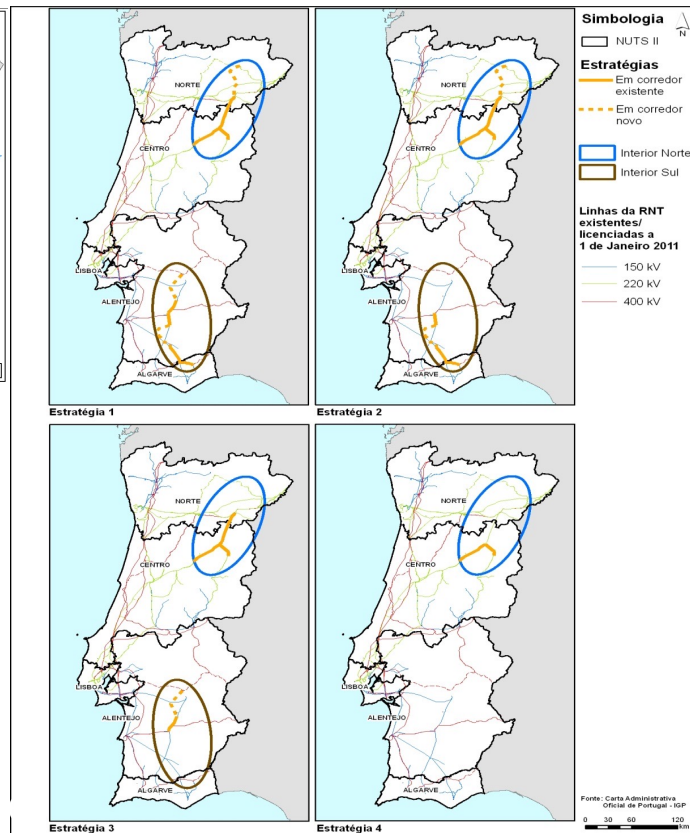 NORTE
CENTRO
LISBOA
ALENTEJO
ALGARVE
Estratégia 1
NORTE
CENTRO
LISBOA
ALENTEJO
ALGARVE
Estratégia 2
NORTE
CENTRO
LISBOA
ALENTEJO
ALGARVE
Estratégia 3
NORTE
CENTRO
LISBOA
ALENTEJO
ALGARVE
Estratégia 4
Simbologia
N
NUTS II
Estratégias
Em corredor
existente
Em corredor
novo
Interior Norte
Interior Sul
Linhas da RNT
existentes/
licenciadas a
1 de Janeiro 2011
150 kV
220 kV
400 kV
Fonte: Carta Administrativa
Oficial de Portugal - IGP
0 30 60 120
km